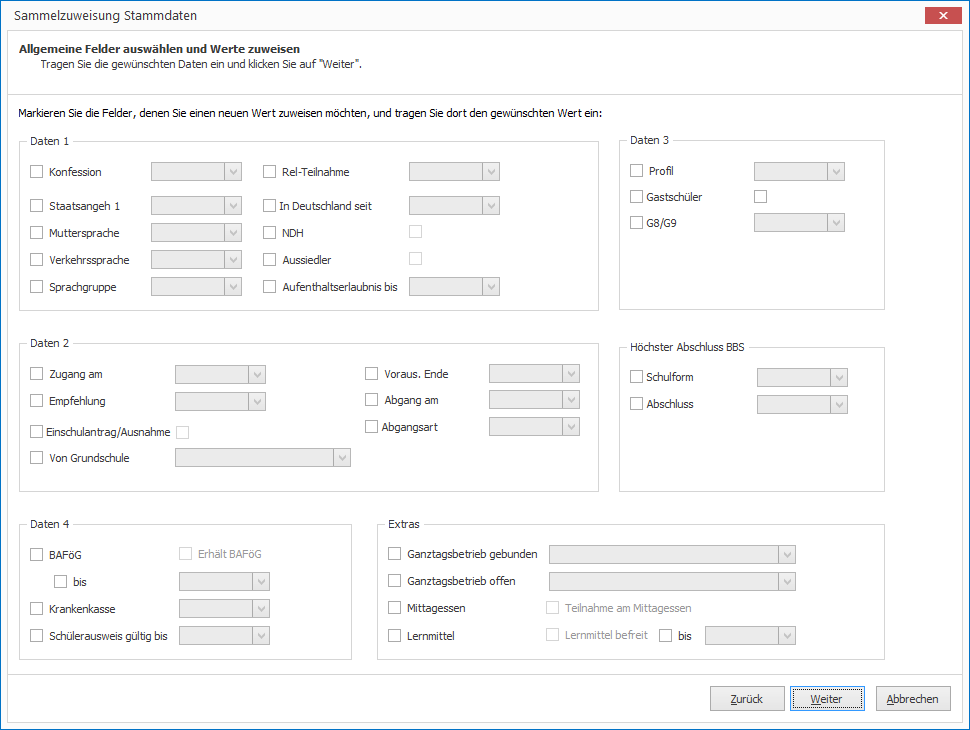 Sammelzuweisung Stammdaten
Allgemeine Felder auswählen und Werte zuweisen
Tragen Sie die gewünschten Daten ein und klicken Sie auf "Weiter".
Markieren Sie die Felder, denen Sie einen neuen Wert zuweisen möchten, und tragen Sie dort den gewünschten Wert ein:
Daten 1
Konfession
Rel-Teilnahme
Staatsangeh 1
In Deutschland seit
Muttersprache
NDH
Verkehrssprache
Aussiedler
Sprachgruppe
Aufenthaltserlaubnis bis
Daten 3
Profil
Gastschüler
G8/G9
Daten 2
Zugang am
Voraus. Ende
Empfehlung
Abgang am
Einschulantrag/Ausnahme
Abgangsart
Von Grundschule
Höchster Abschluss BBS
Schulform
Abschluss
Daten 4
BAFöG
Erhält BAFöG
bis
Krankenkasse
Schülerausweis gültig bis
Extras
Ganztagsbetrieb gebunden
Ganztagsbetrieb offen
Mittagessen
Teilnahme am Mittagessen
Lernmittel
Lernmittel befreit
bis
Zurück
Weiter
Abbrechen